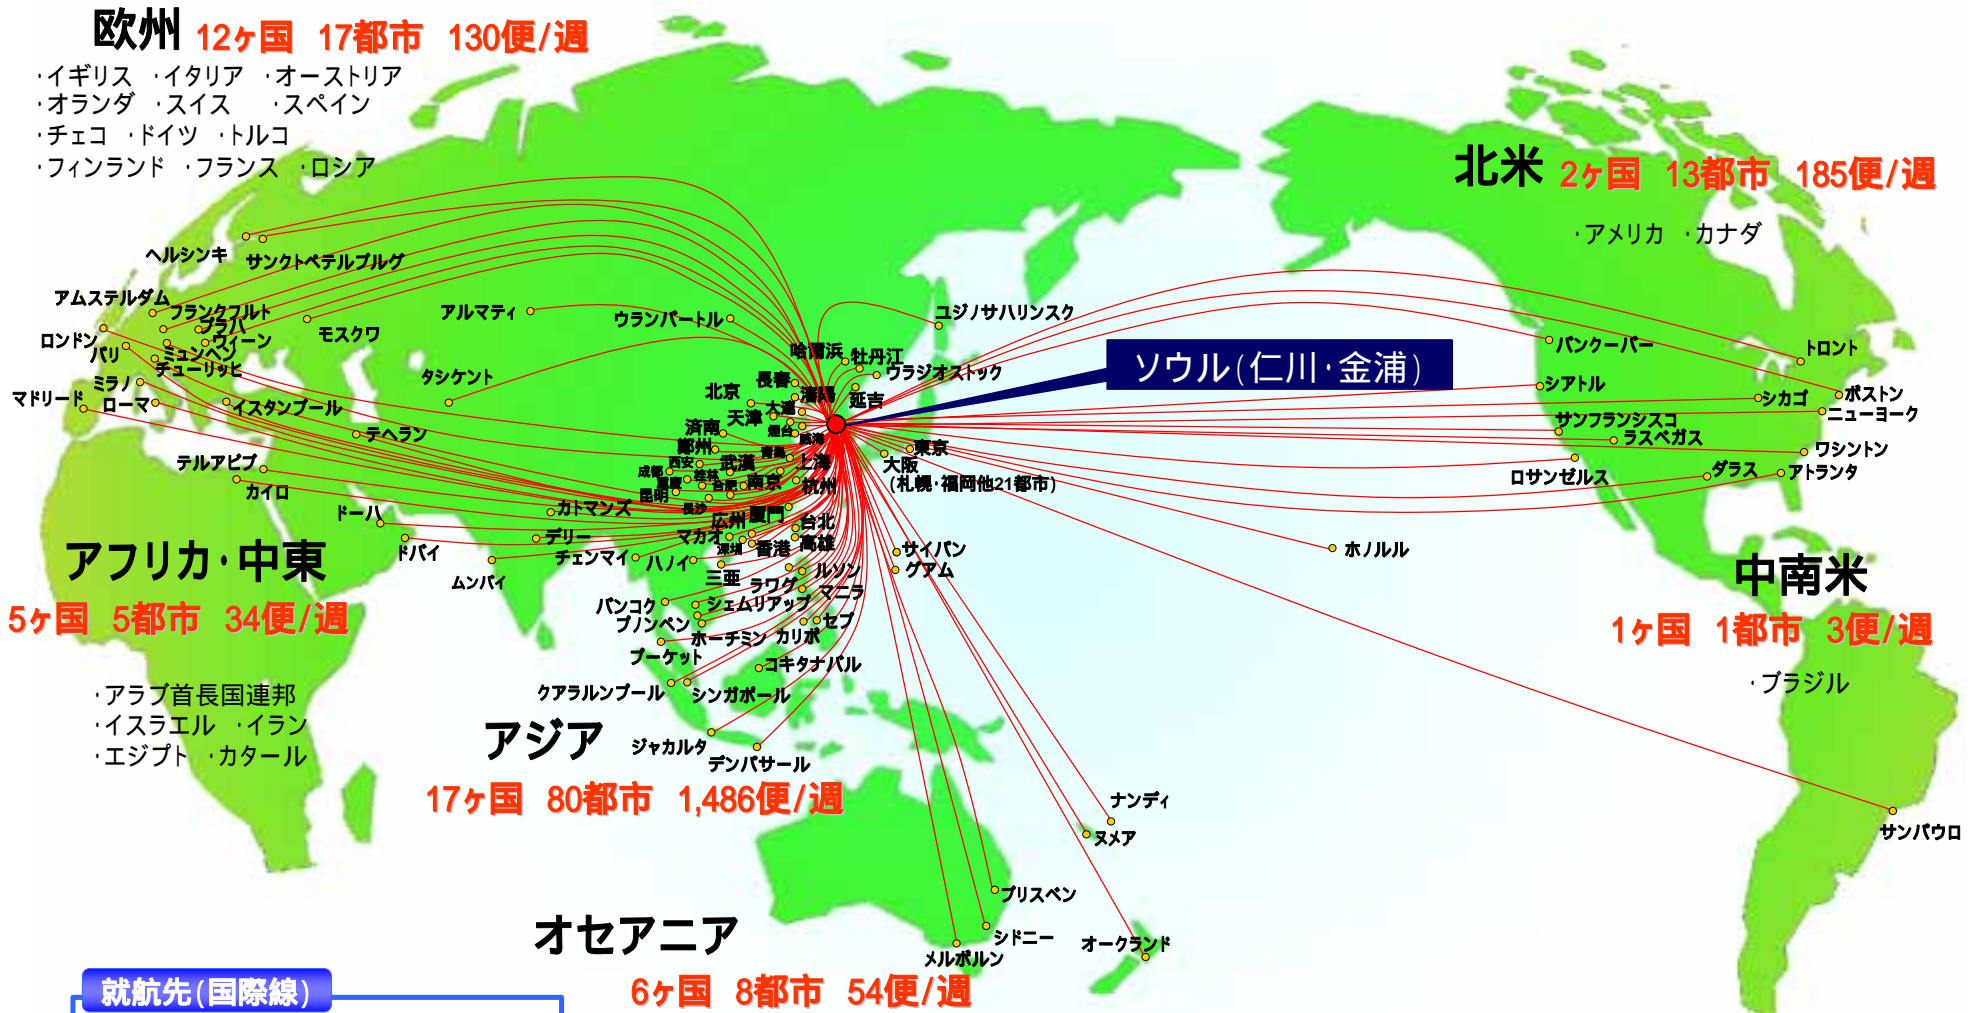 欧州 12ヶ国 17都市 130便/週
・イギリス ・イタリア ・オーストリア
・オランダ ・スイス ・スペイン
・チェコ ・ドイツ ・トルコ
・フィンランド ・フランス ・ロシア
北米 2ヶ国 13都市 185便/週
・アメリカ ・カナダ
ヘルシンキ
サンクトペテルブルグ
アムステルダム
フランクフルト
プラハ
ウィーン
ロンドン
パリ
ミュンヘン
チューリッヒ
ミラノ
マドリード
ローマ
イスタンブール
モスクワ
テヘラン
テルアビブ
カイロ
ドーハ
ドバイ
アルマティ
タシケント
ウランバートル
ユジノサハリンスク
哈爾浜
牡丹江
ウラジオストック
長春
瀋陽
延吉
北京
大連
天津
煙台
威海
済南
鄭州
青島
西安
武漢
上海
成都
重慶
桂林
合肥
南京
杭州
昆明
長沙
広州
厦門
台北
マカオ
深圳
香港
高雄
三亜
ソウル(仁川・金浦)
東京
大阪
(札幌・福岡他21都市)
カトマンズ
デリー
チェンマイ
ハノイ
ムンバイ
ラワグ
ルソン
マニラ
バンコク
シェムリアップ
プノンペン
ホーチミン
カリボ
セブ
プーケット
コキタナバル
クアラルンプール
シンガポール
ジャカルタ
デンパサール
サイパン
グアム
ホノルル
バンクーバー
トロント
シアトル
シカゴ
ボストン
ニューヨーク
サンフランシスコ
ラスベガス
ワシントン
ロサンゼルス
ダラス
アトランタ
アフリカ・中東
5ヶ国 5都市 34便/週
・アラブ首長国連邦
・イスラエル ・イラン
・エジプト ・カタール
中南米
1ヶ国 1都市 3便/週
・ブラジル
サンパウロ
アジア
17ヶ国 80都市 1,486便/週
ナンディ
ヌメア
ブリスベン
シドニー
メルボルン
オークランド
オセアニア
6ヶ国 8都市 54便/週
就航先(国際線)